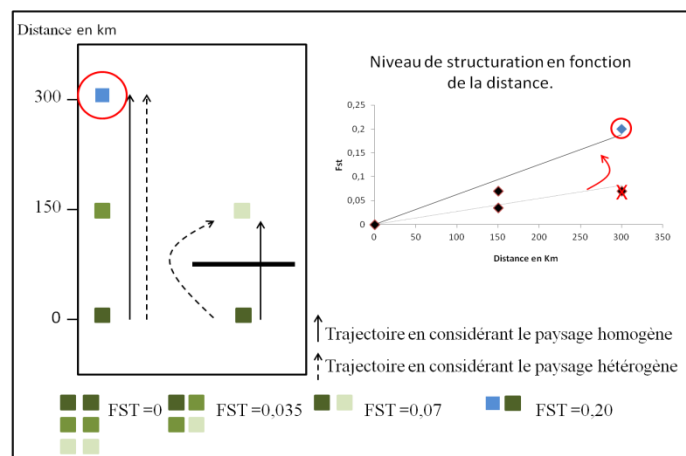 Distance en km
300
150
0
Niveau de structuration en fonction
de la distance.
Fst
0,25
0,2
0,15
0,1
0,05
0
0 50 100 150 200 250 300 350
Distance en Km
Trajectoire en considérant le paysage homogène
Trajectoire en considérant le paysage hétérogène
FST =0 FST =0,035 FST =0,07 FST =0,20